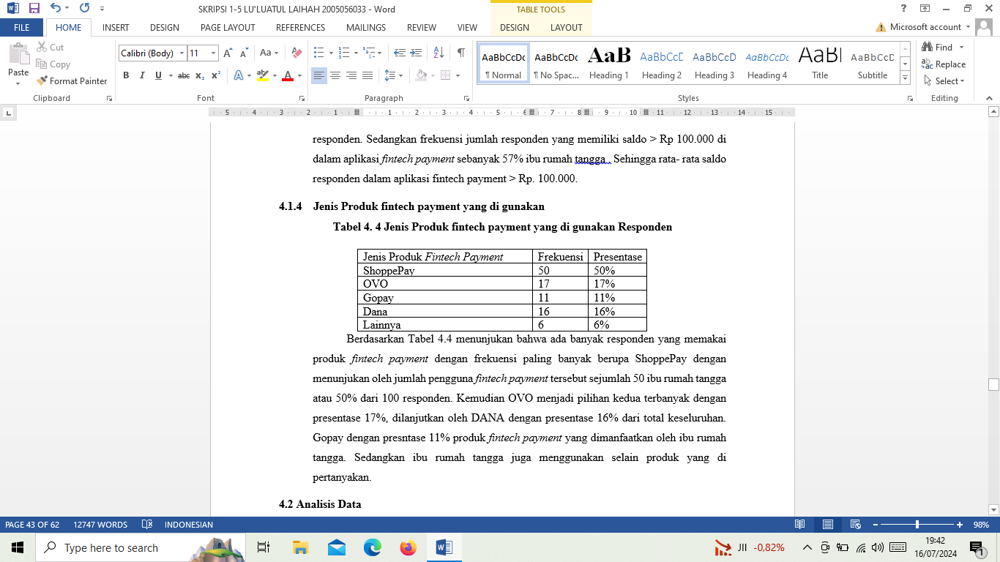 SKRIPSI 1-5 LU'LUATUL LAIHAH 2005056033 - Word
TABLE TOOLS
FILE HOME INSERT DESIGN PAGE LAYOUT REFERENCES MAILINGS REVIEW VIEW DESIGN LAYOUT Microsoft account
Paste
Cut
Copy
Format Painter
Clipboard
Calibri (Body) 11
Font
Paragraph
AaBbCcDc AaBbCcDc AaB AaBbCcD AaBbCcD AaBbCcDc AaBl AaBbCcD
¶ Normal ¶ No Spac... Heading 1 Heading 2 Heading 3 Heading 4 Title Subtitle
Styles
Find
Replace
Select
Editing
5 4 3 2 1 1 2 3 4 5 6 7 8 9 10 11 12 13 14 15
responden. Sedangkan frekuensi jumlah responden yang memiliki saldo > Rp 100.000 di
dalam aplikasi fintech payment sebanyak 57% ibu rumah tangga . Sehingga rata- rata saldo
responden dalam aplikasi fintech payment > Rp. 100.000.
4.1.4 Jenis Produk fintech payment yang di gunakan
Tabel 4. 4 Jenis Produk fintech payment yang di gunakan Responden
Jenis Produk Fintech Payment Frekuensi Presentase
ShoppePay 50 50%
OVO 17 17%
Gopay 11 11%
Dana 16 16%
Lainnya 6 6%
Berdasarkan Tabel 4.4 menunjukan bahwa ada banyak responden yang memakai
produk fintech payment dengan frekuensi paling banyak berupa ShoppePay dengan
menunjukan oleh jumlah pengguna fintech payment tersebut sejumlah 50 ibu rumah tangga
atau 50% dari 100 responden. Kemudian OVO menjadi pilihan kedua terbanyak dengan
presentase 17%, dilanjutkan oleh DANA dengan presentase 16% dari total keseluruhan.
Gopay dengan presntase 11% produk fintech payment yang dimanfaatkan oleh ibu rumah
tangga. Sedangkan ibu rumah tangga juga menggunakan selain produk yang di
pertanyakan.
4.2 Analisis Data
PAGE 43 OF 62 12747 WORDS INDONESIAN 98%
Type here to search
JII -0,82%
19:42
16/07/2024
1